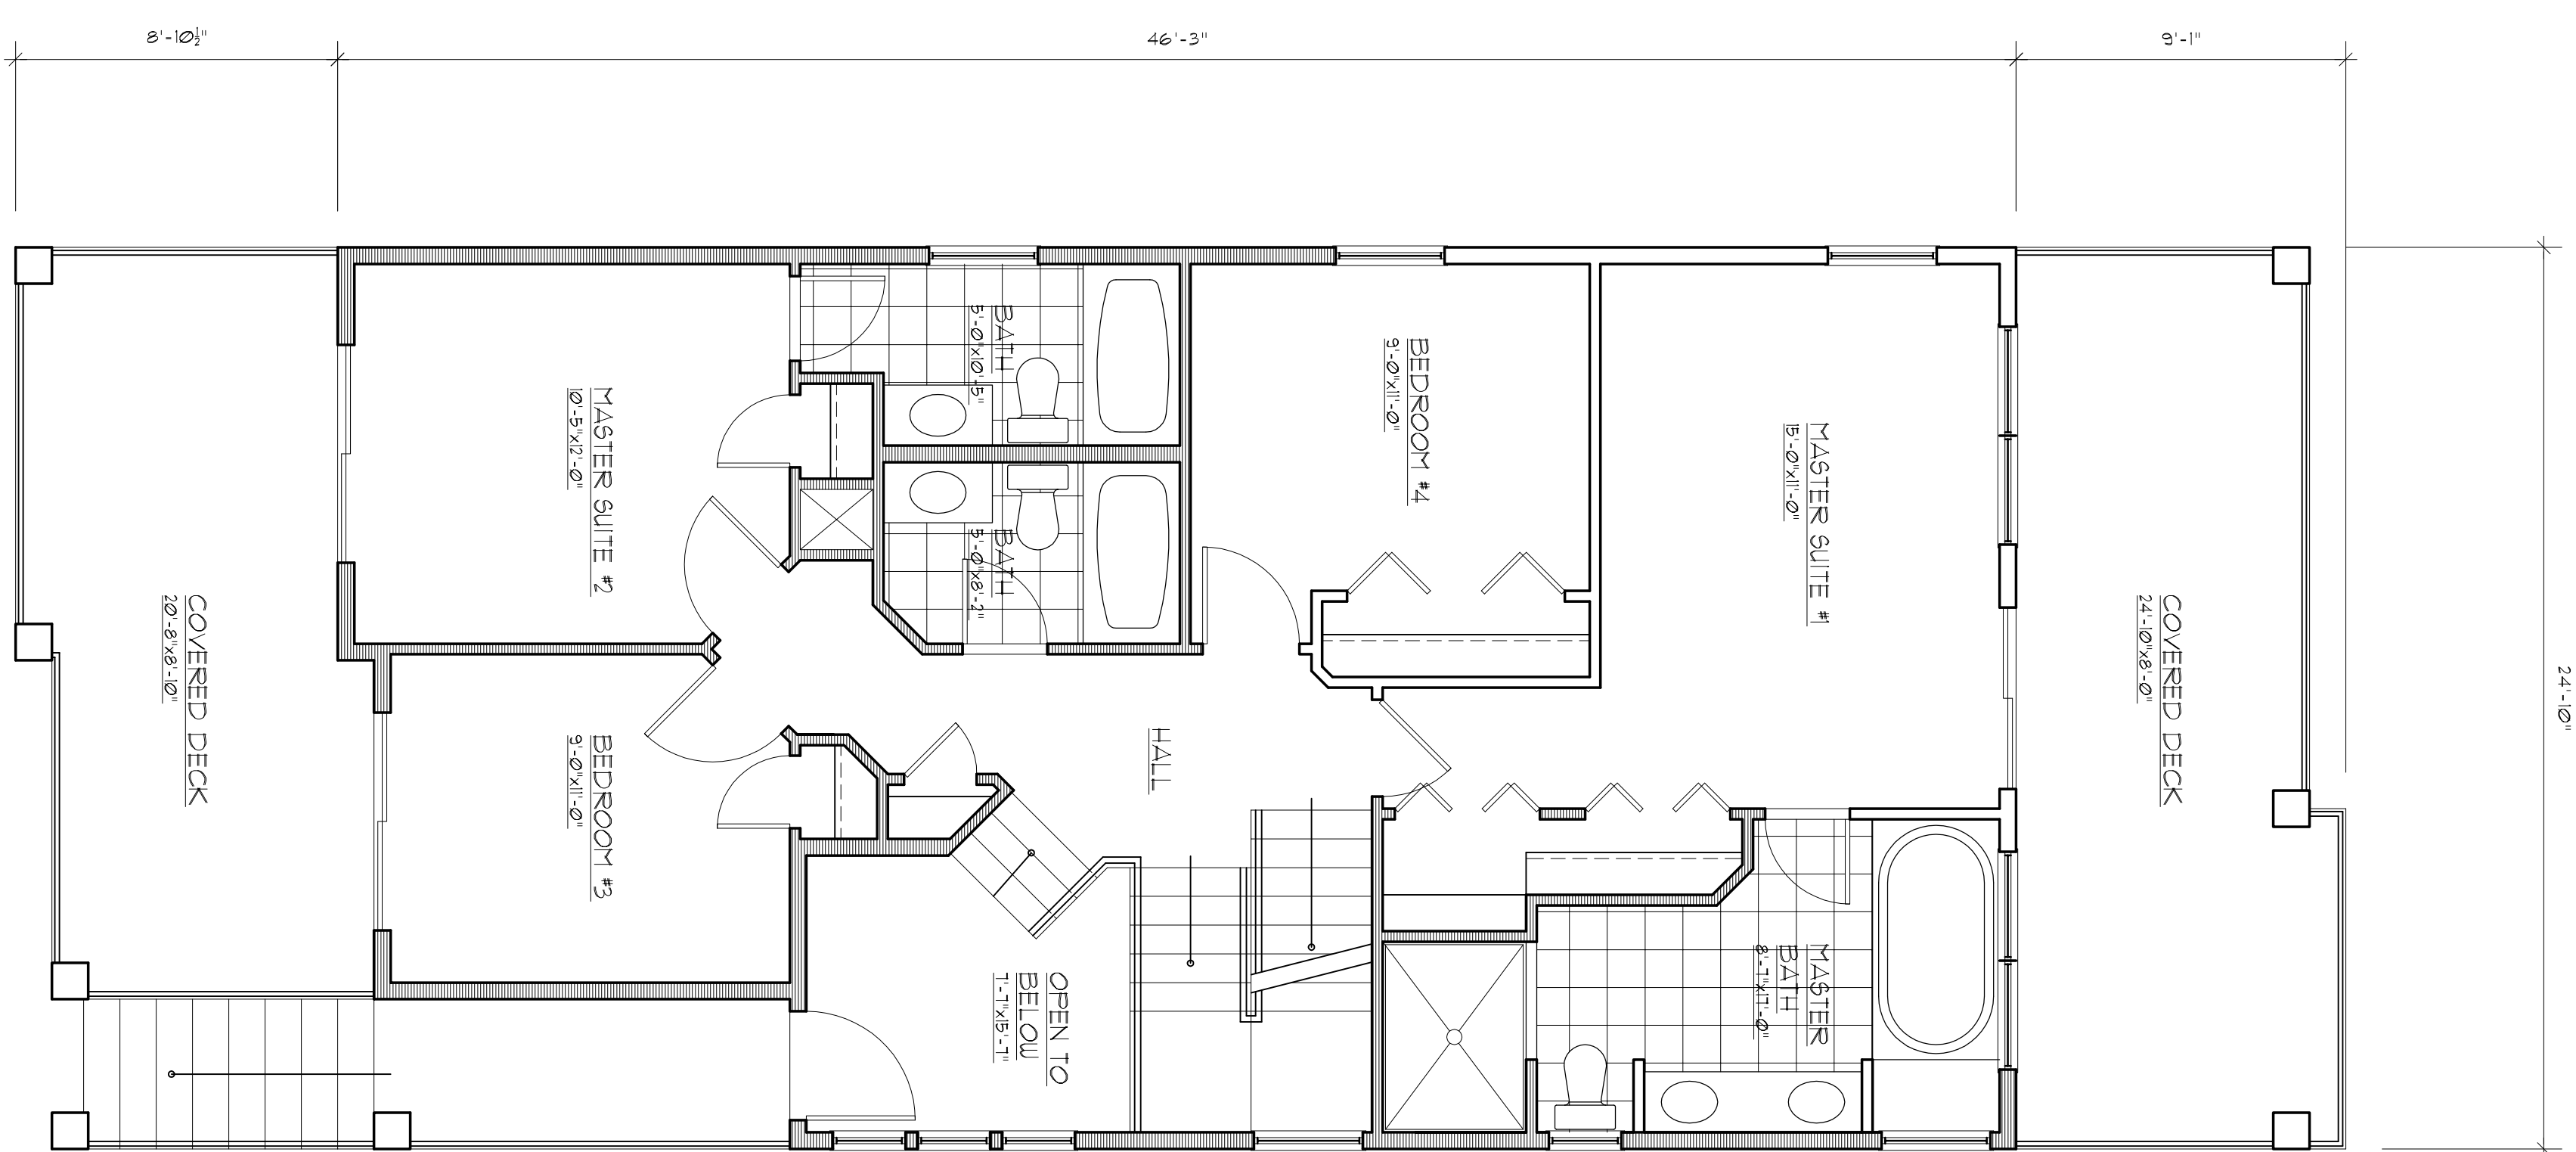 8'-10½"
46'-3"
9'-1"
24'-10"
COVERED DECK
20'-8"x8'-10"
MASTER SUITE #2
10'-5"x12'-0"
BEDROOM #3
9'-0"x11'-0"
BATH
5'-0"x10'-5"
BATH
5'-0"x8'-2"
HALL
OPEN TO
BELOW
7'-7"x15'-7"
BEDROOM #4
9'-0"x11'-0"
MASTER SUITE #1
15'-0"x11'-0"
MASTER
BATH
8'-7"x17'-0"
COVERED DECK
24'-10"x8'-0"